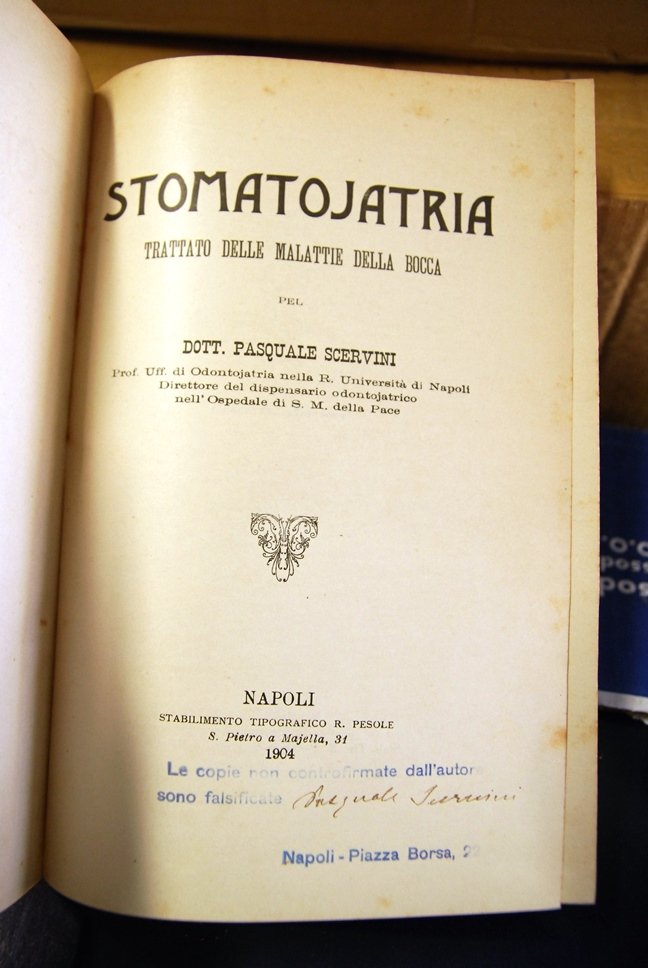 STOMATOJATRIA
TRATTATO DELLE MALATTIE DELLA BOCCA
PEL
DOTT. PASQUALE SCERVINI
Prof. Uff. di Odontojatria nella R. Università di Napoli
Direttore del dispensario odontojatrico
nell' Ospedale di S. M. della Pace
NAPOLI
STABILIMENTO TIPOGRAFICO R. PESOLE
S. Pietro a Majella, 31
1904
Le copie non controfirmate dall'autore
sono falsificate Pasquale Scervini
Napoli - Piazza Borsa,